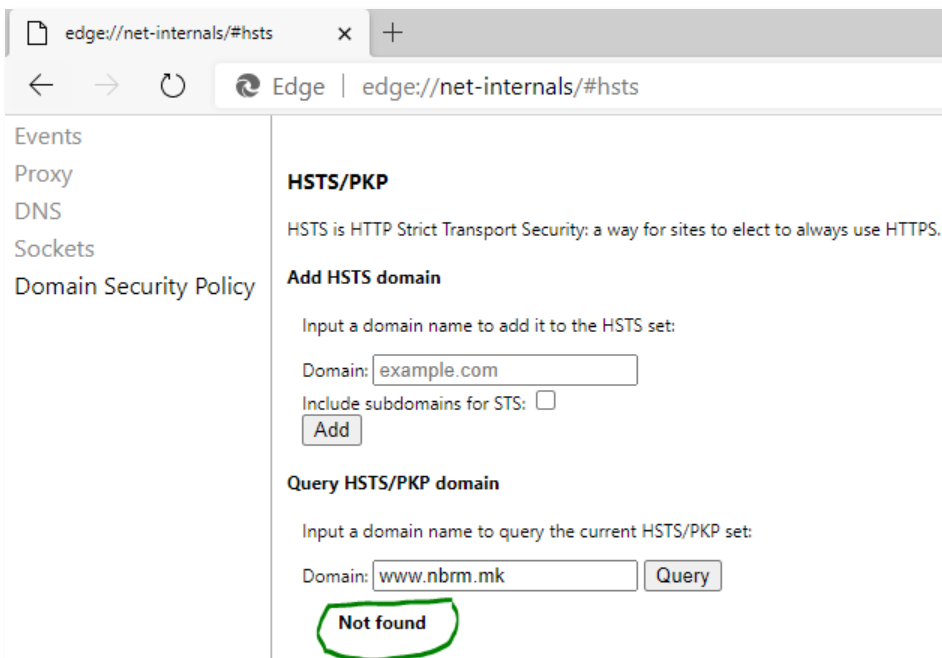 edge://net-internals/#hsts
Edge | edge://net-internals/#hsts
Events
Proxy
DNS
Sockets
Domain Security Policy
HSTS/PKP
HSTS is HTTP Strict Transport Security: a way for sites to elect to always use HTTPS.
Add HSTS domain
Input a domain name to add it to the HSTS set:
Domain: example.com
Include subdomains for STS:
Add
Query HSTS/PKP domain
Input a domain name to query the current HSTS/PKP set:
Domain: www.nbrm.mk Query
Not found